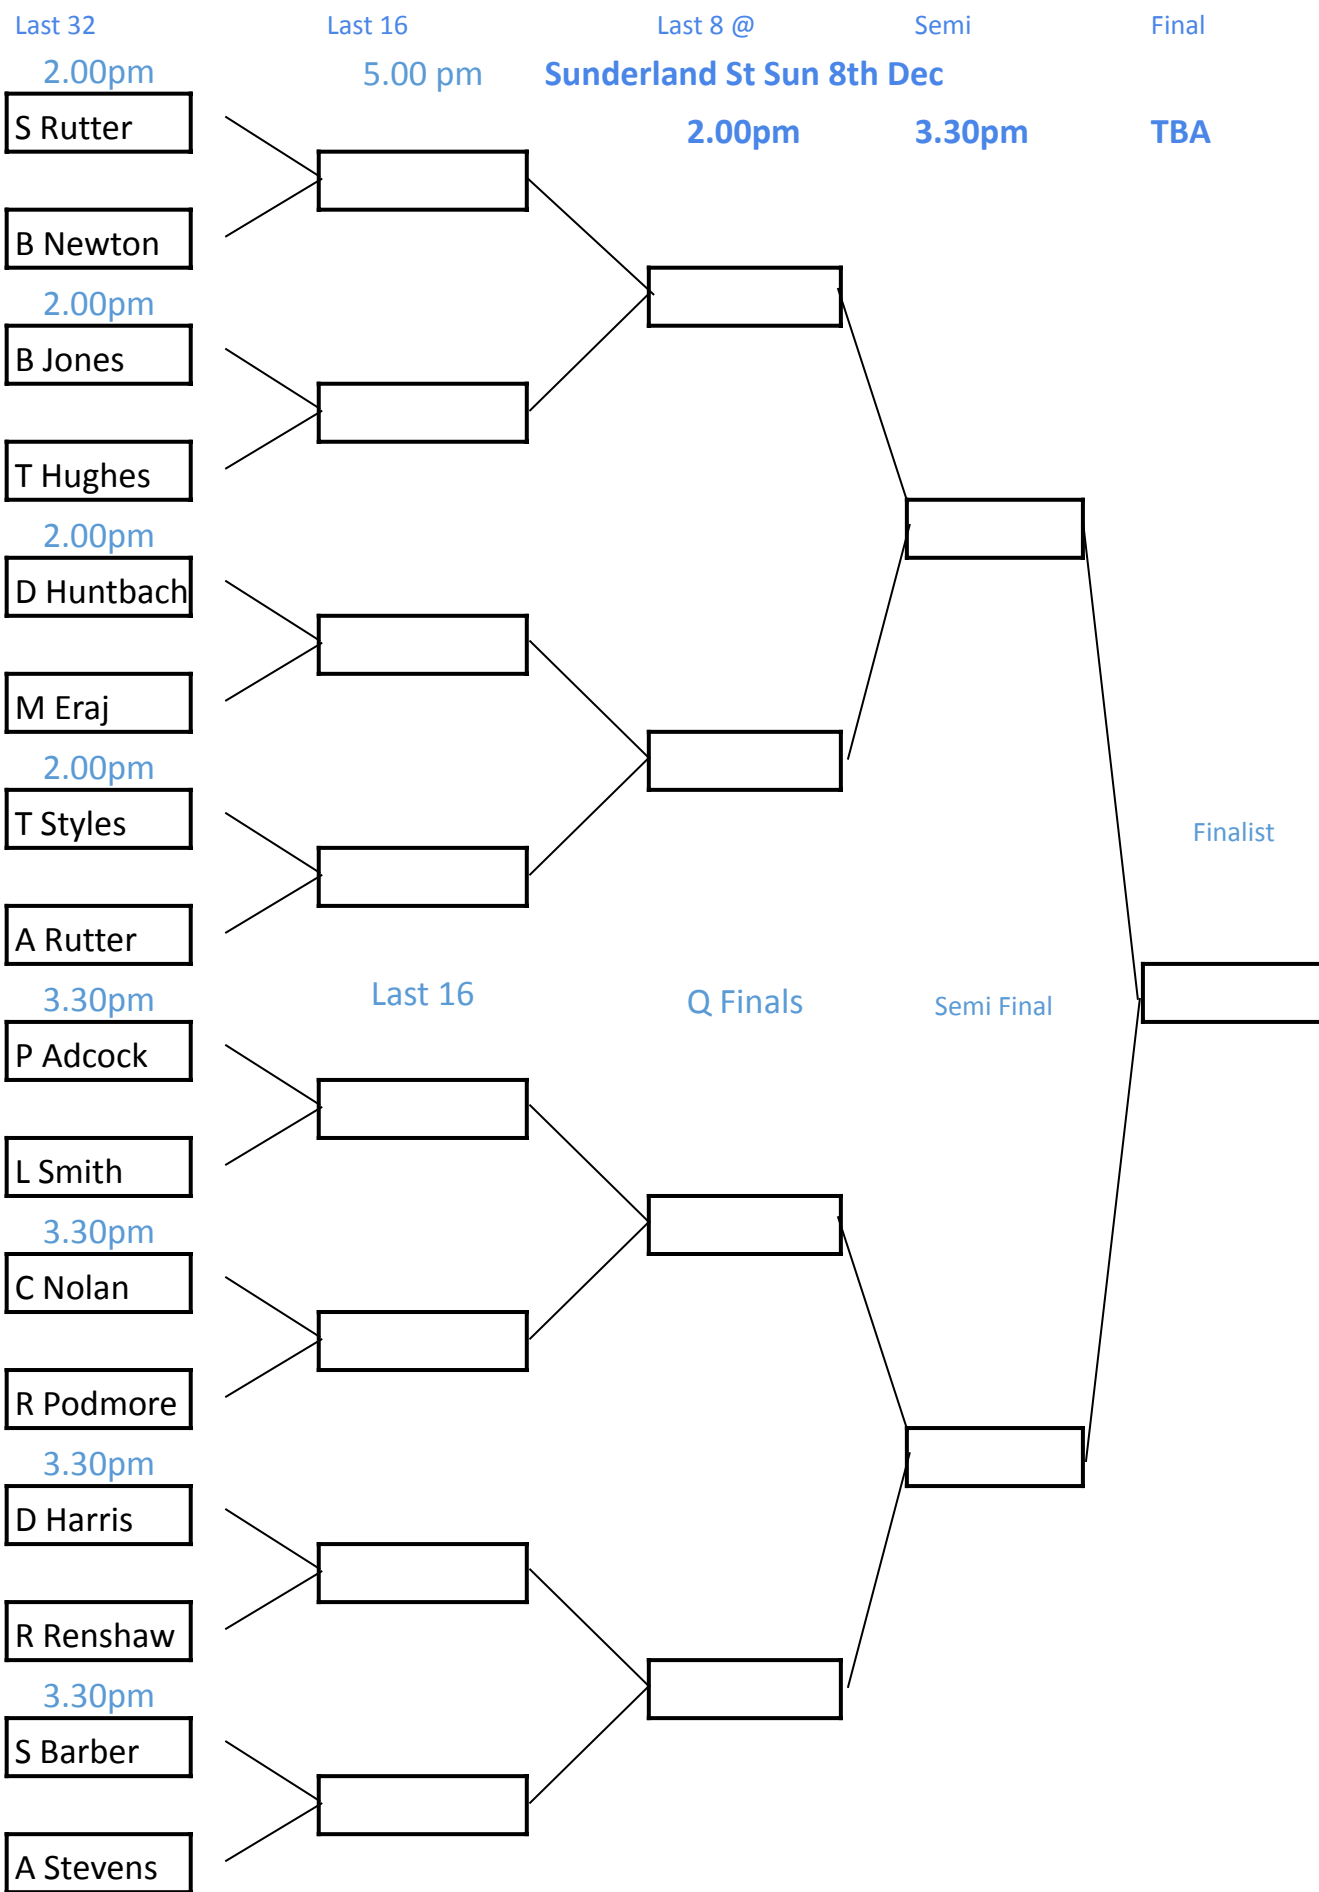 Last 32 Last 16 Last 8 @ Semi Final
2.00pm 5.00 pm Sunderland St Sun 8th Dec
S Rutter 2.00pm 3.30pm TBA
B Newton
2.00pm
B Jones
T Hughes
2.00pm
D Huntbach
M Eraj
2.00pm
T Styles Finalist
A Rutter
3.30pm Last 16 Q Finals Semi Final
P Adcock
L Smith
3.30pm
C Nolan
R Podmore
3.30pm
D Harris
R Renshaw
3.30pm
S Barber
A Stevens